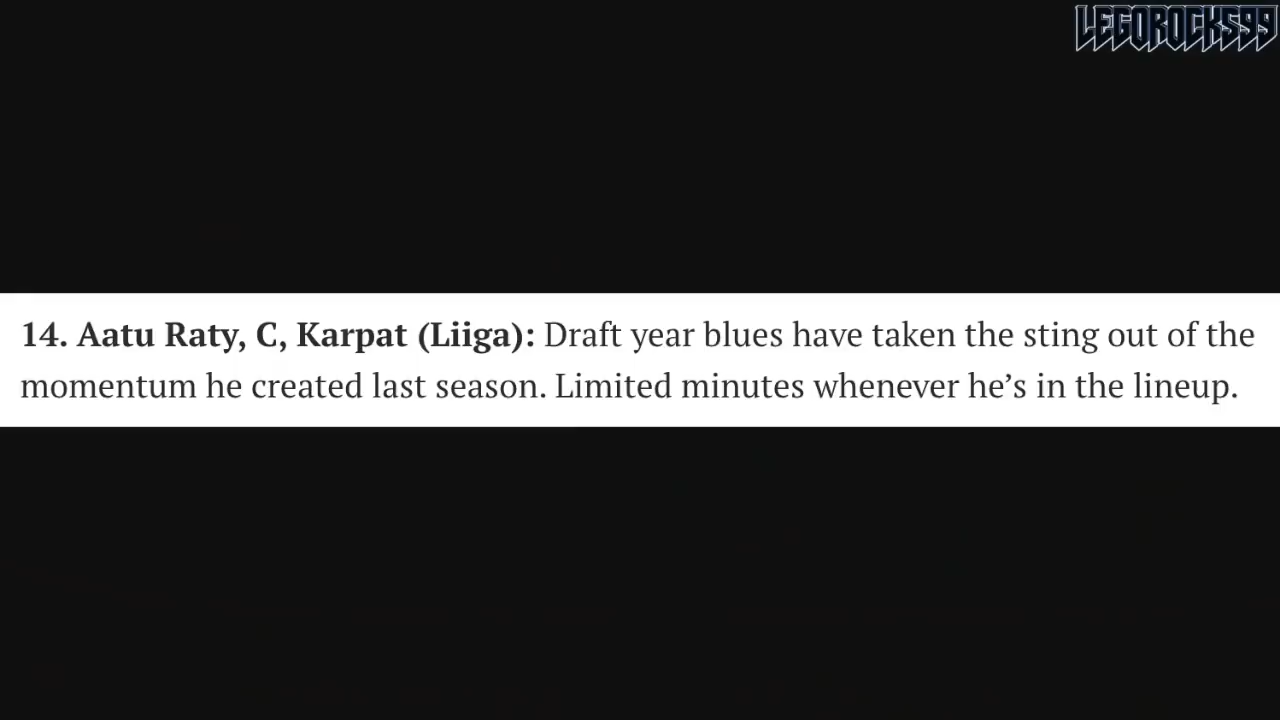 LEGOROCKS99
14. Aatu Raty, C, Karpat (Liiga): Draft year blues have taken the sting out of the
momentum he created last season. Limited minutes whenever he’s in the lineup.